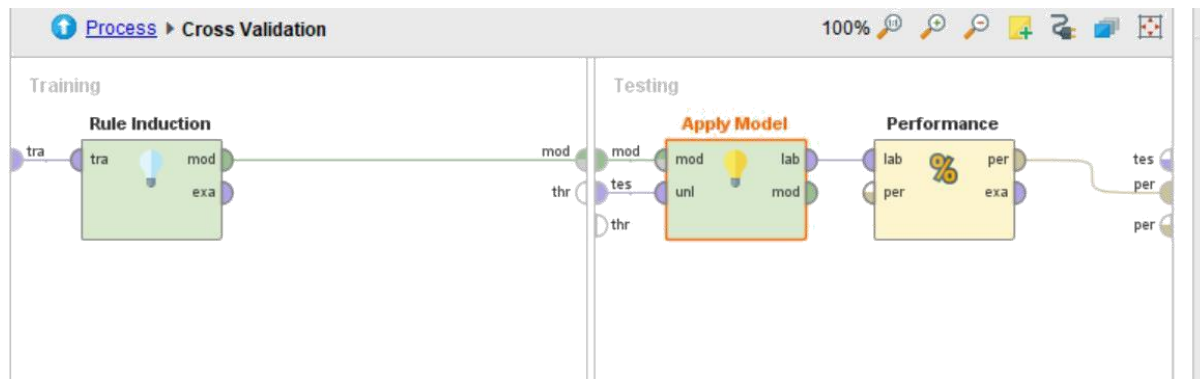 Process Cross Validation 100%
Training
Testing
Rule Induction
Apply Model
Performance
tra
tra mod
exa
mod
thr
mod
tes
thr
mod lab
unl mod
lab % per
per exa
tes
per
per